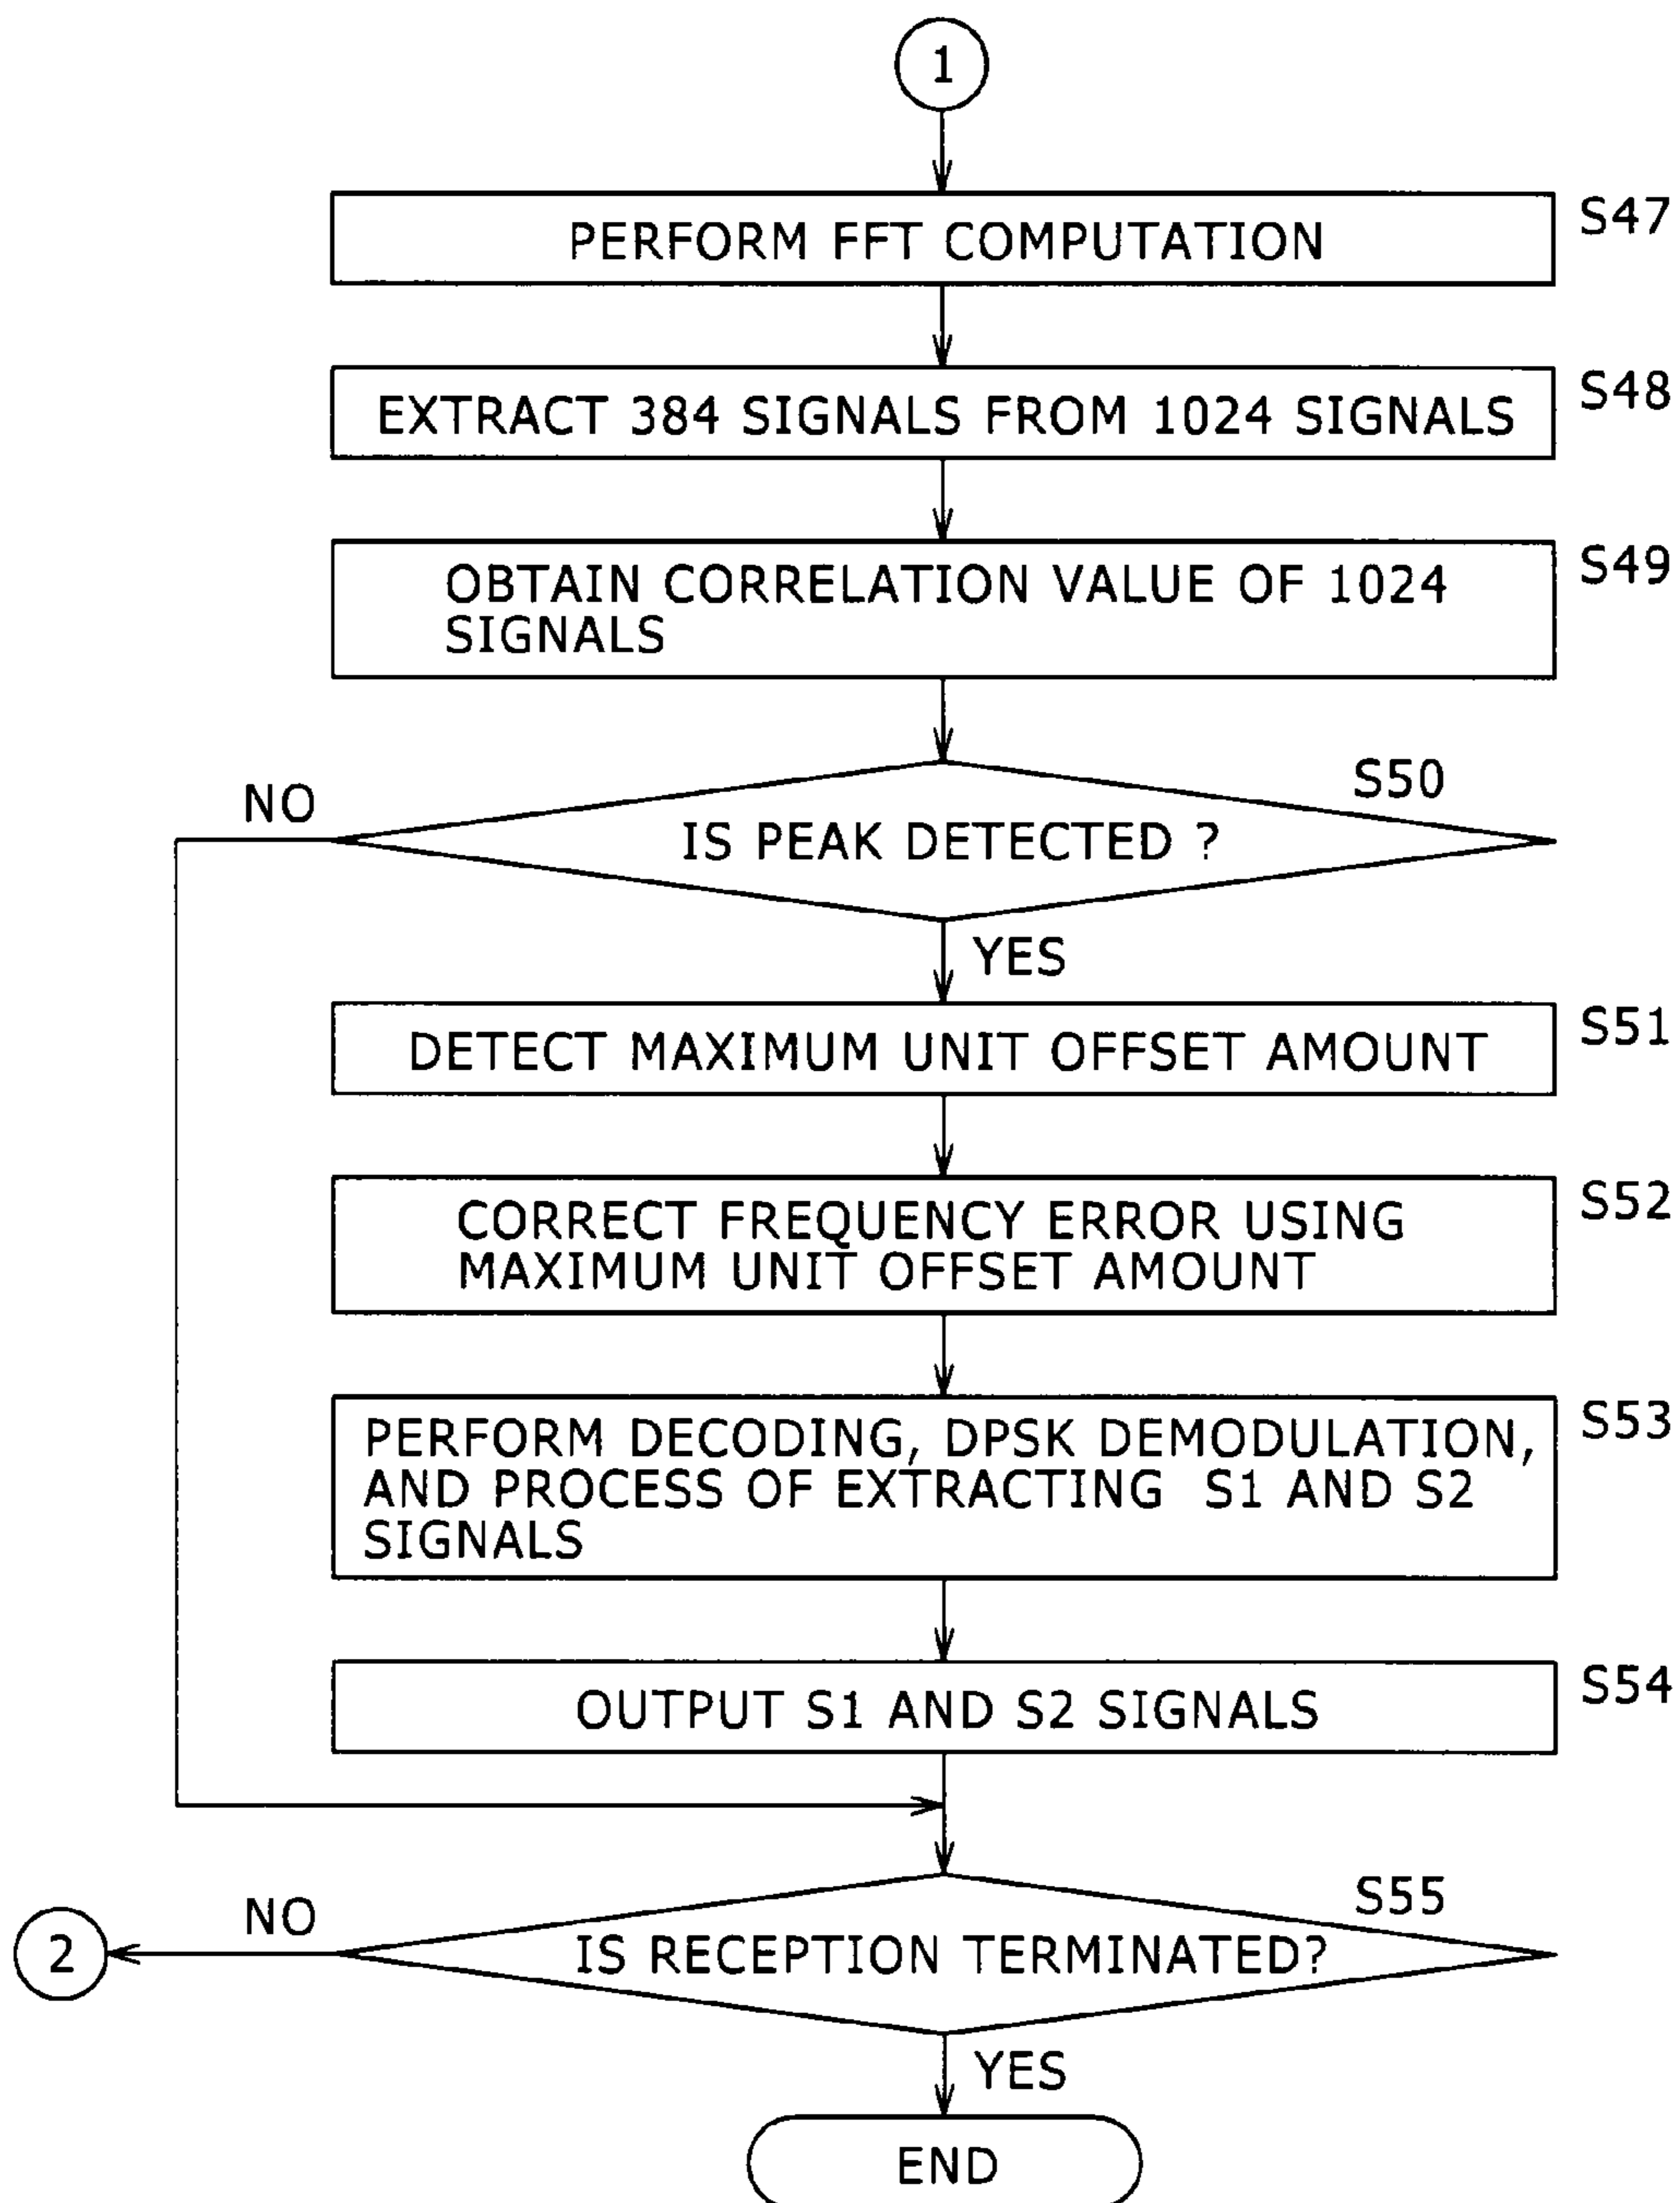 1
PERFORM FFT COMPUTATION
S47
EXTRACT 384 SIGNALS FROM 1024 SIGNALS
S48
OBTAIN CORRELATION VALUE OF 1024
SIGNALS
S49
NO
S50
IS PEAK DETECTED ?
YES
DETECT MAXIMUM UNIT OFFSET AMOUNT
S51
CORRECT FREQUENCY ERROR USING
MAXIMUM UNIT OFFSET AMOUNT
S52
PERFORM DECODING, DPSK DEMODULATION,
AND PROCESS OF EXTRACTING S1 AND S2
SIGNALS
S53
OUTPUT S1 AND S2 SIGNALS
S54
NO
S55
2
IS RECEPTION TERMINATED?
YES
END